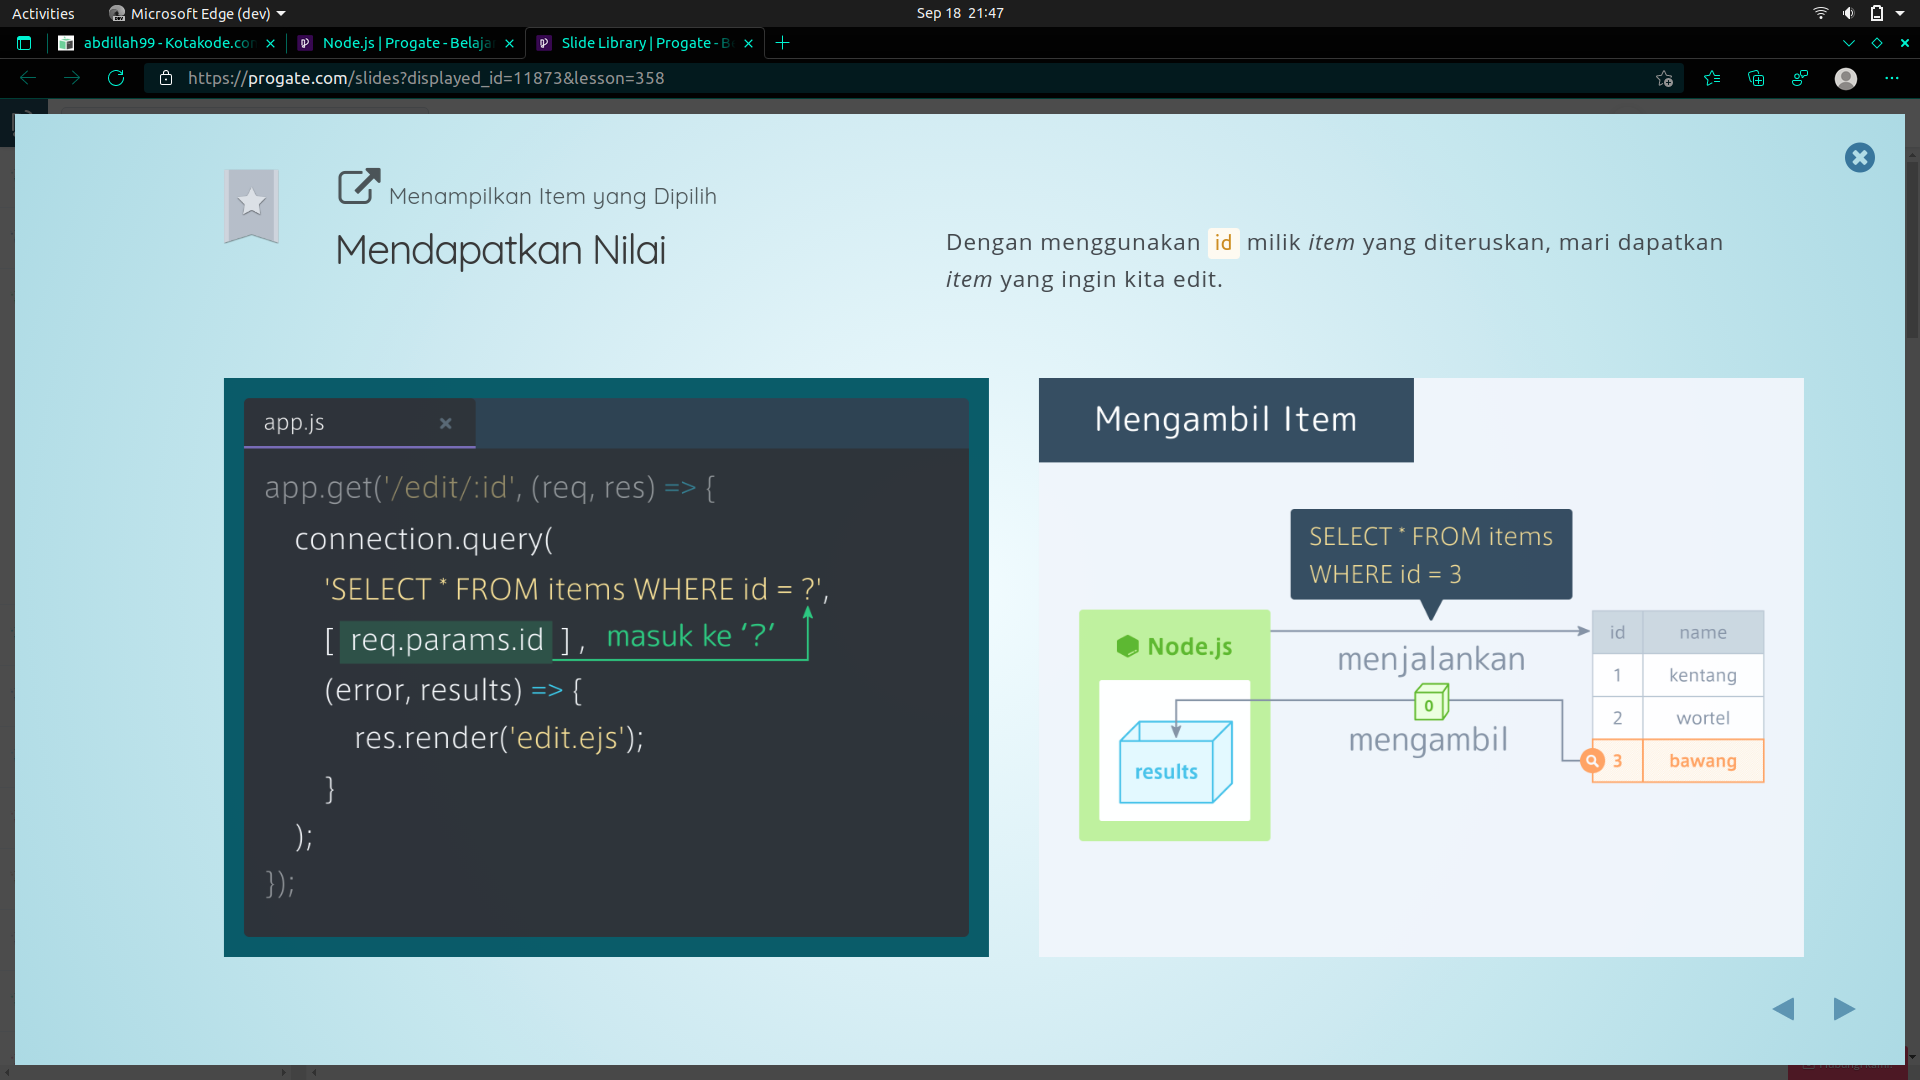 Activities
Microsoft Edge (dev)
Sep 18 21:47
abdillah99 - Kotakode.con
Node.js | Progate - Belaja
Slide Library | Progate - Be
https://progate.com/slides?displayed_id=11873&lesson=358
Menampilkan Item yang Dipilih
Mendapatkan Nilai
Dengan menggunakan id milik item yang diteruskan, mari dapatkan
item yang ingin kita edit.
app.js
app.get('/edit/:id', (req, res) => {
connection.query(
'SELECT * FROM items WHERE id = ?',
[ req.params.id ] , masuk ke ‘?’
(error, results) => {
res.render('edit.ejs');
}
);
});
Mengambil Item
SELECT * FROM items
WHERE id = 3
Node.js
results
menjalankan
0
mengambil
id name
1 kentang
2 wortel
3 bawang